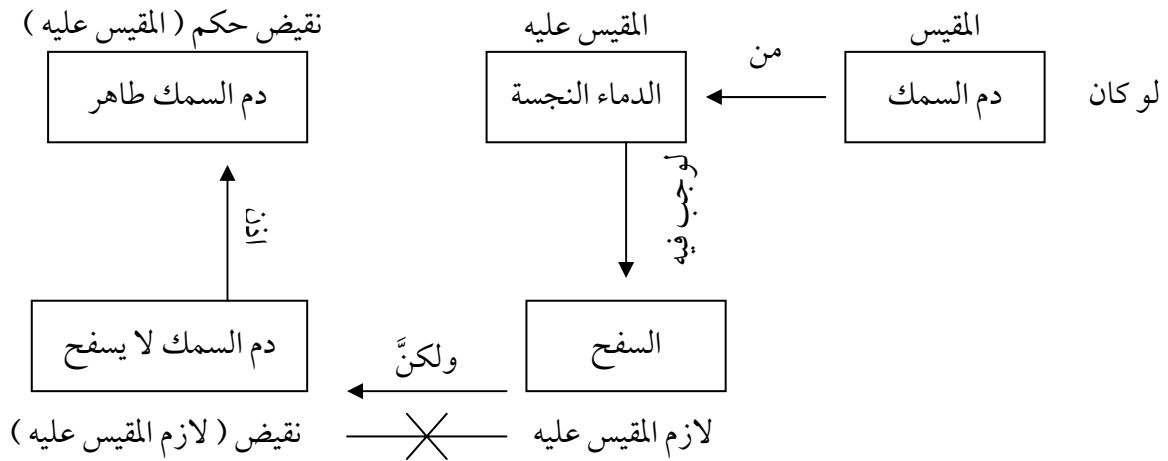 المقيس
المقيس عليه
نقيض حكم ( المقيس عليه )
لو كان
دم السمك
من
الدماء النجسة
دم السمك طاهر
لوجب فيه
اذن
السفح
ولكنَّ
دم السمك لا يسفح
لازم المقيس عليه
نقيض ( لازم المقيس عليه )